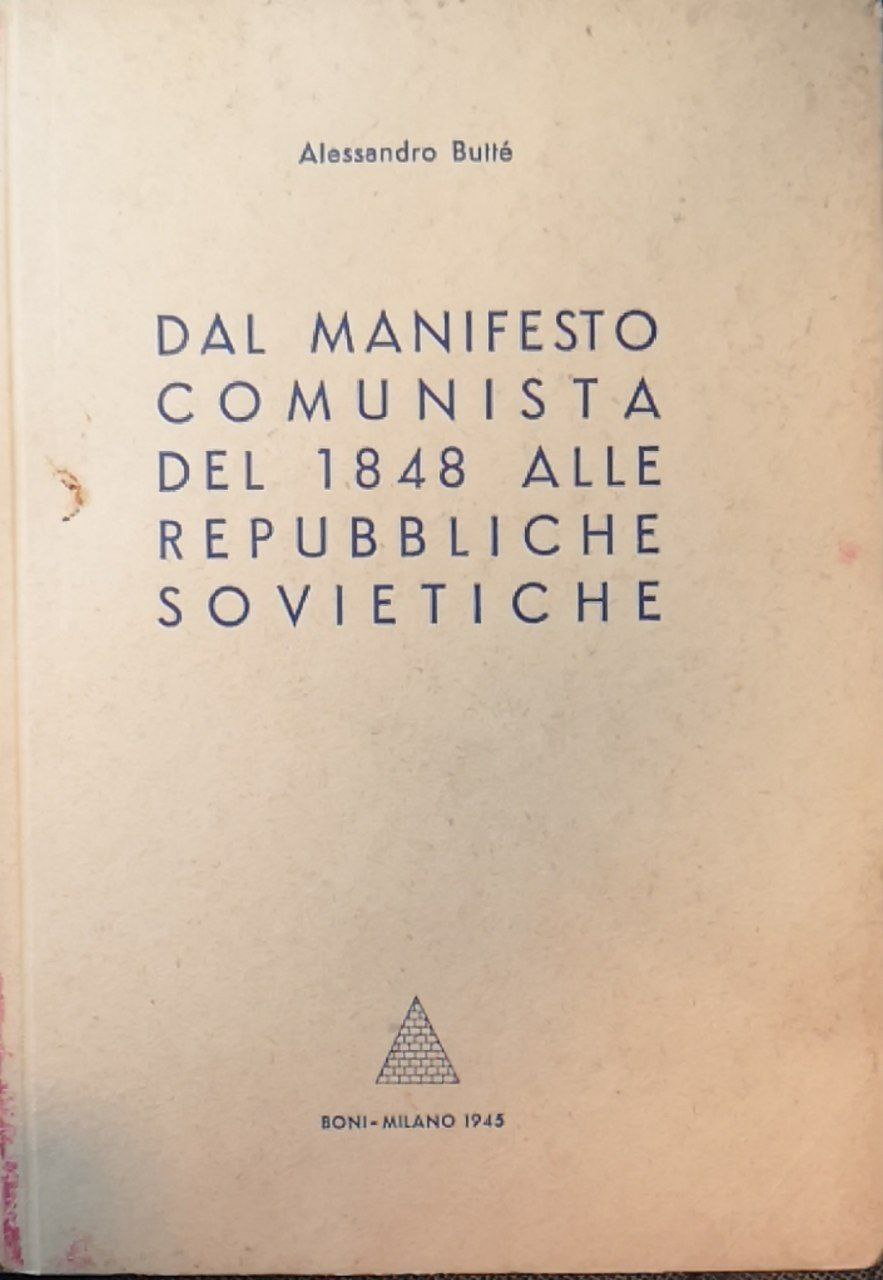 Alessandro Butté
DAL MANIFESTO
COMUNISTA
DEL 1848 ALLE
REPUBBLICHE
SOVIETICHE
BONI-MILANO 1945